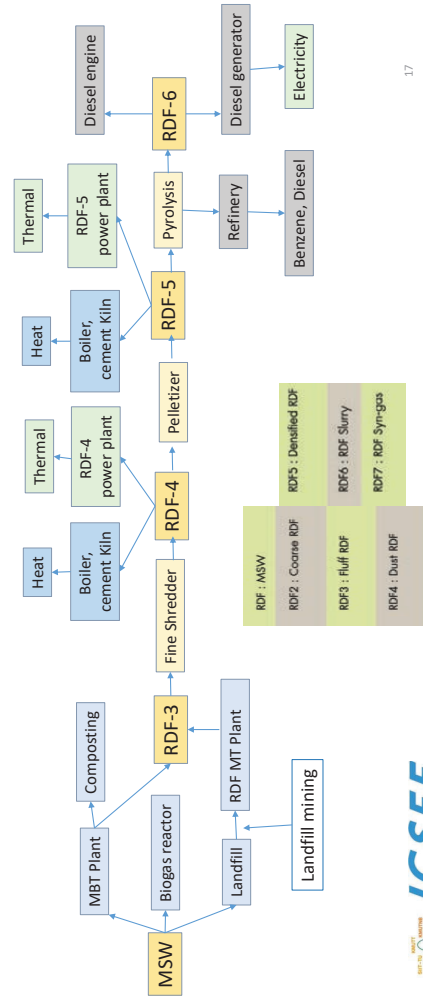 MSW
MBT Plant
Composting
Biogas reactor
Landfill
RDF MT Plant
Landfill mining
RDF-3
Fine Shredder
RDF-4
Boiler,
cement Kiln
Heat
RDF-4
power plant
Thermal
Pelletizer
RDF-5
Boiler,
cement Kiln
Heat
RDF-5
power plant
Thermal
Pyrolysis
Refinery
Benzene, Diesel
RDF-6
Diesel engine
Diesel generator
Electricity
RDF : MSW
RDF2 : Coarse RDF
RDF3 : Fluff RDF
RDF4 : Dust RDF
RDF5 : Densified RDF
RDF6 : RDF Slurry
RDF7 : RDF Syn-gas
17